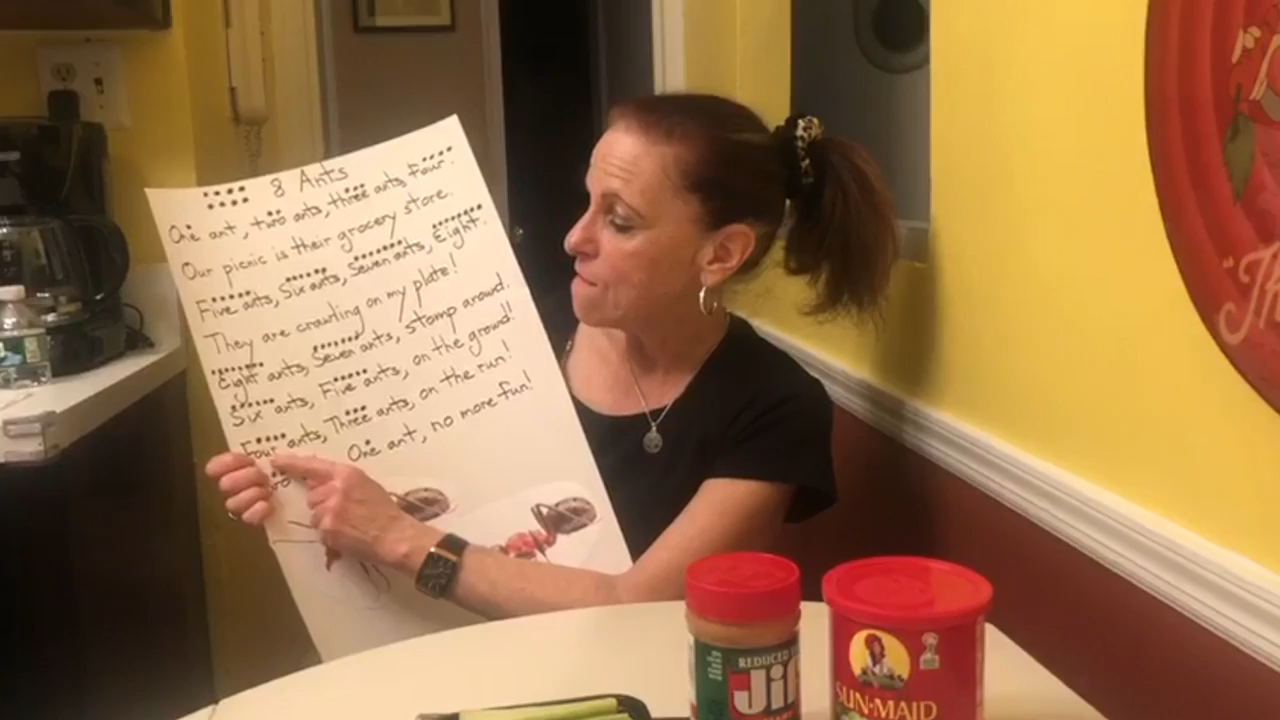 8 Ants
One ant, two ants, three ants, Four.
Our picnic is their grocery store.
Five ants, Six ants, Seven ants, Eight.
They are crawling on my plate!
Eight ants, Seven ants, stomp around.
Six ants, Five ants, on the ground!
Four ants, Three ants, on the run!
One ant, no more fun!
REDUCED
Jif
SUN-MAID
"Th